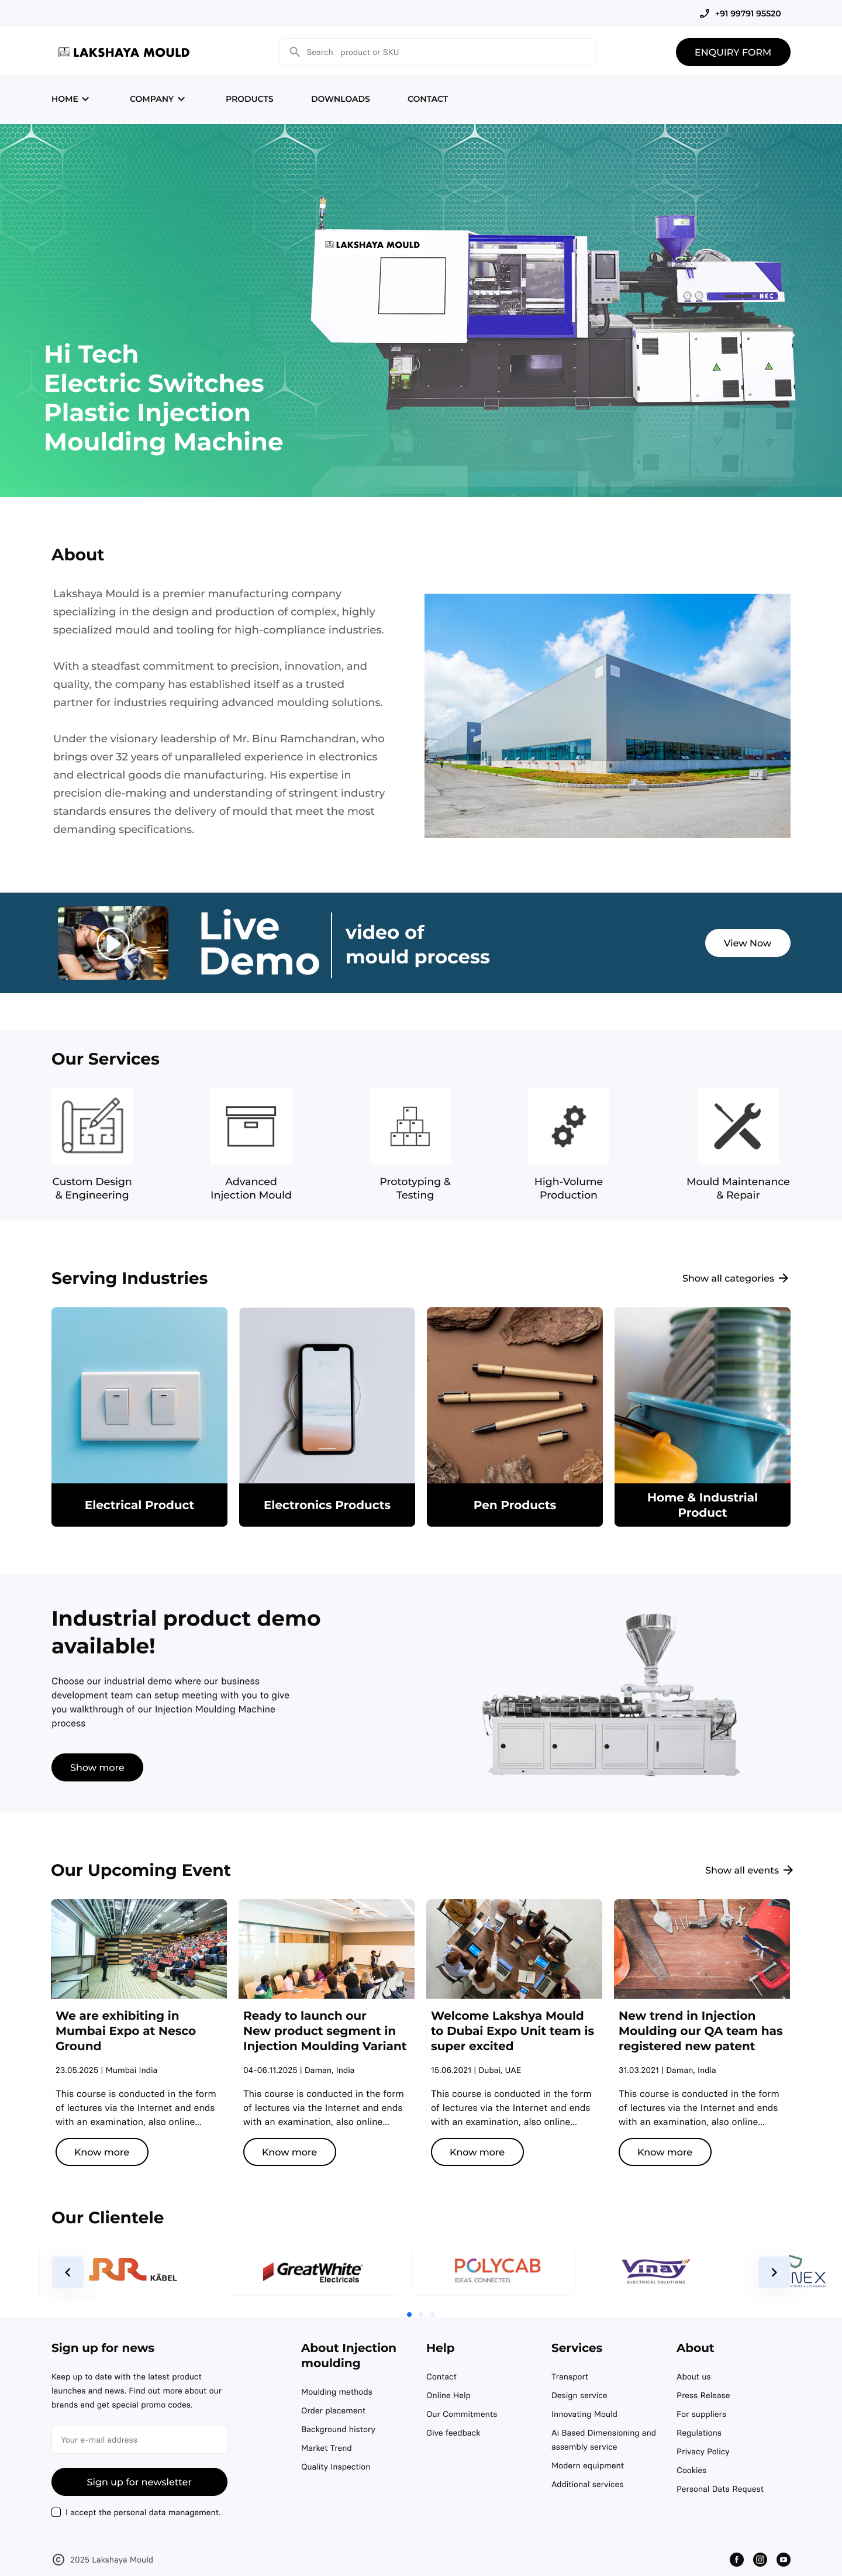 +91 99791 95520
LAKSHAYA MOULD
Search product or SKU
ENQUIRY FORM
HOME
COMPANY
PRODUCTS
DOWNLOADS
CONTACT
LAKSHAYA MOULD
NEC
Hi Tech
Electric Switches
Plastic Injection
Moulding Machine
About
Lakshaya Mould is a premier manufacturing company
specializing in the design and production of complex, highly
specialized mould and tooling for high-compliance industries.
With a steadfast commitment to precision, innovation, and
quality, the company has established itself as a trusted
partner for industries requiring advanced moulding solutions.
Under the visionary leadership of Mr. Binu Ramchandran, who
brings over 32 years of unparalleled experience in electronics
and electrical goods die manufacturing. His expertise in
precision die-making and understanding of stringent industry
standards ensures the delivery of mould that meet the most
demanding specifications.
Live
Demo
video of
mould process
View Now
Our Services
Custom Design
& Engineering
Advanced
Injection Mould
Prototyping &
Testing
High-Volume
Production
Mould Maintenance
& Repair
Serving Industries
Show all categories
Electrical Product
Electronics Products
Pen Products
Home & Industrial
Product
Industrial product demo
available!
Choose our industrial demo where our business
development team can setup meeting with you to give
you walkthrough of our Injection Moulding Machine
process
Show more
Our Upcoming Event
Show all events
We are exhibiting in
Mumbai Expo at Nesco
Ground
23.05.2025 | Mumbai India
This course is conducted in the form
of lectures via the Internet and ends
with an examination, also online...
Know more
Ready to launch our
New product segment in
Injection Moulding Variant
04-06.11.2025 | Daman, India
This course is conducted in the form
of lectures via the Internet and ends
with an examination, also online...
Know more
Welcome Lakshya Mould
to Dubai Expo Unit team is
super excited
15.06.2021 | Dubai, UAE
This course is conducted in the form
of lectures via the Internet and ends
with an examination, also online...
Know more
New trend in Injection
Moulding our QA team has
registered new patent
31.03.2021 | Daman, India
This course is conducted in the form
of lectures via the Internet and ends
with an examination, also online...
Know more
Our Clientele
RR KÄBEL
GreatWhite
Electricals
POLYCAB
IDEAS. CONNECTED.
Vinay
ELECTRICAL SOLUTIONS
NEX
Sign up for news
Keep up to date with the latest product
launches and news. Find out more about our
brands and get special promo codes.
Your e-mail address
Sign up for newsletter
I accept the personal data management.
About Injection
moulding
Moulding methods
Order placement
Background history
Market Trend
Quality Inspection
Help
Contact
Online Help
Our Commitments
Give feedback
Services
Transport
Design service
Innovating Mould
Ai Based Dimensioning and
assembly service
Modern equipment
Additional services
About
About us
Press Release
For suppliers
Regulations
Privacy Policy
Cookies
Personal Data Request
© 2025 Lakshaya Mould